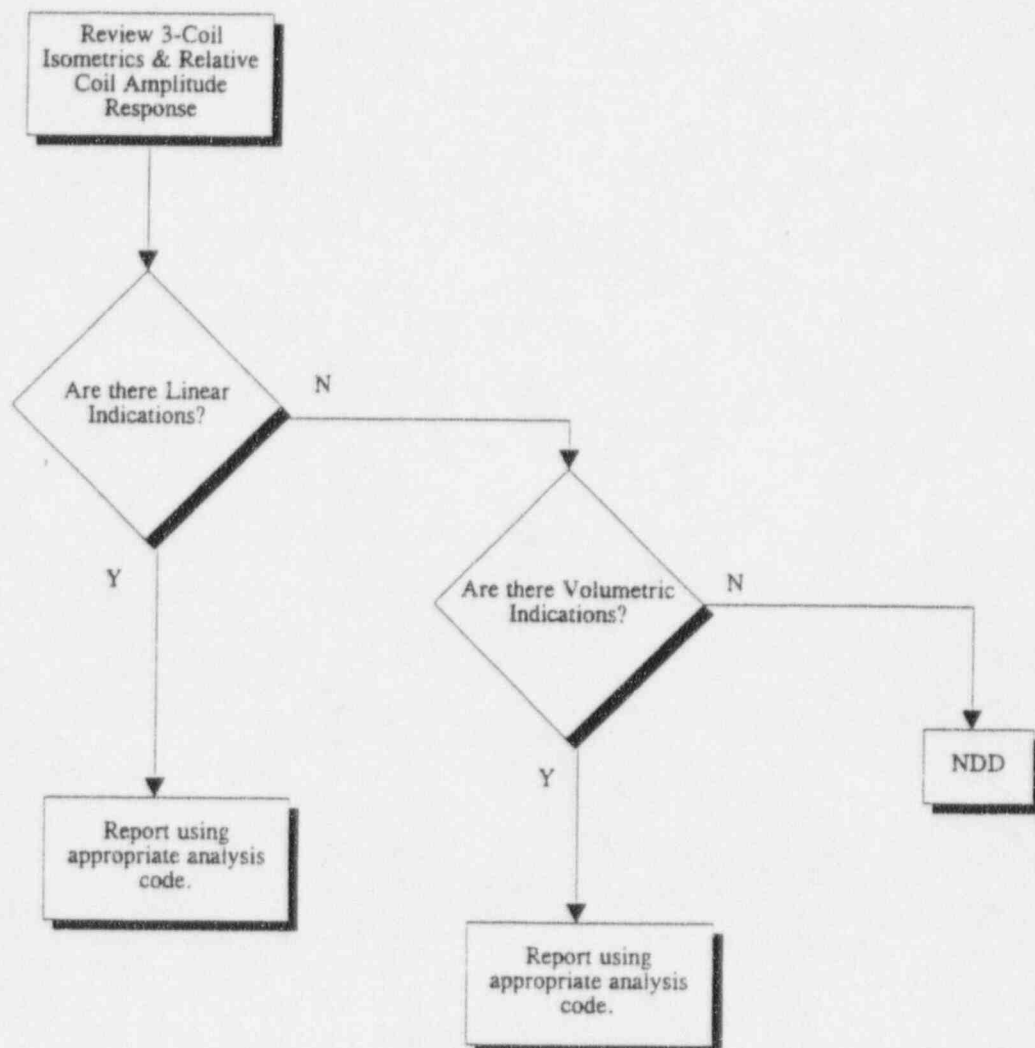 Review 3-Coil
Isometrics & Relative
Coil Amplitude
Response
Are there Linear
Indications?
N
Y
Are there Volumetric
Indications?
N
Y
NDD
Report using
appropriate analysis
code.
Report using
appropriate analysis
code.